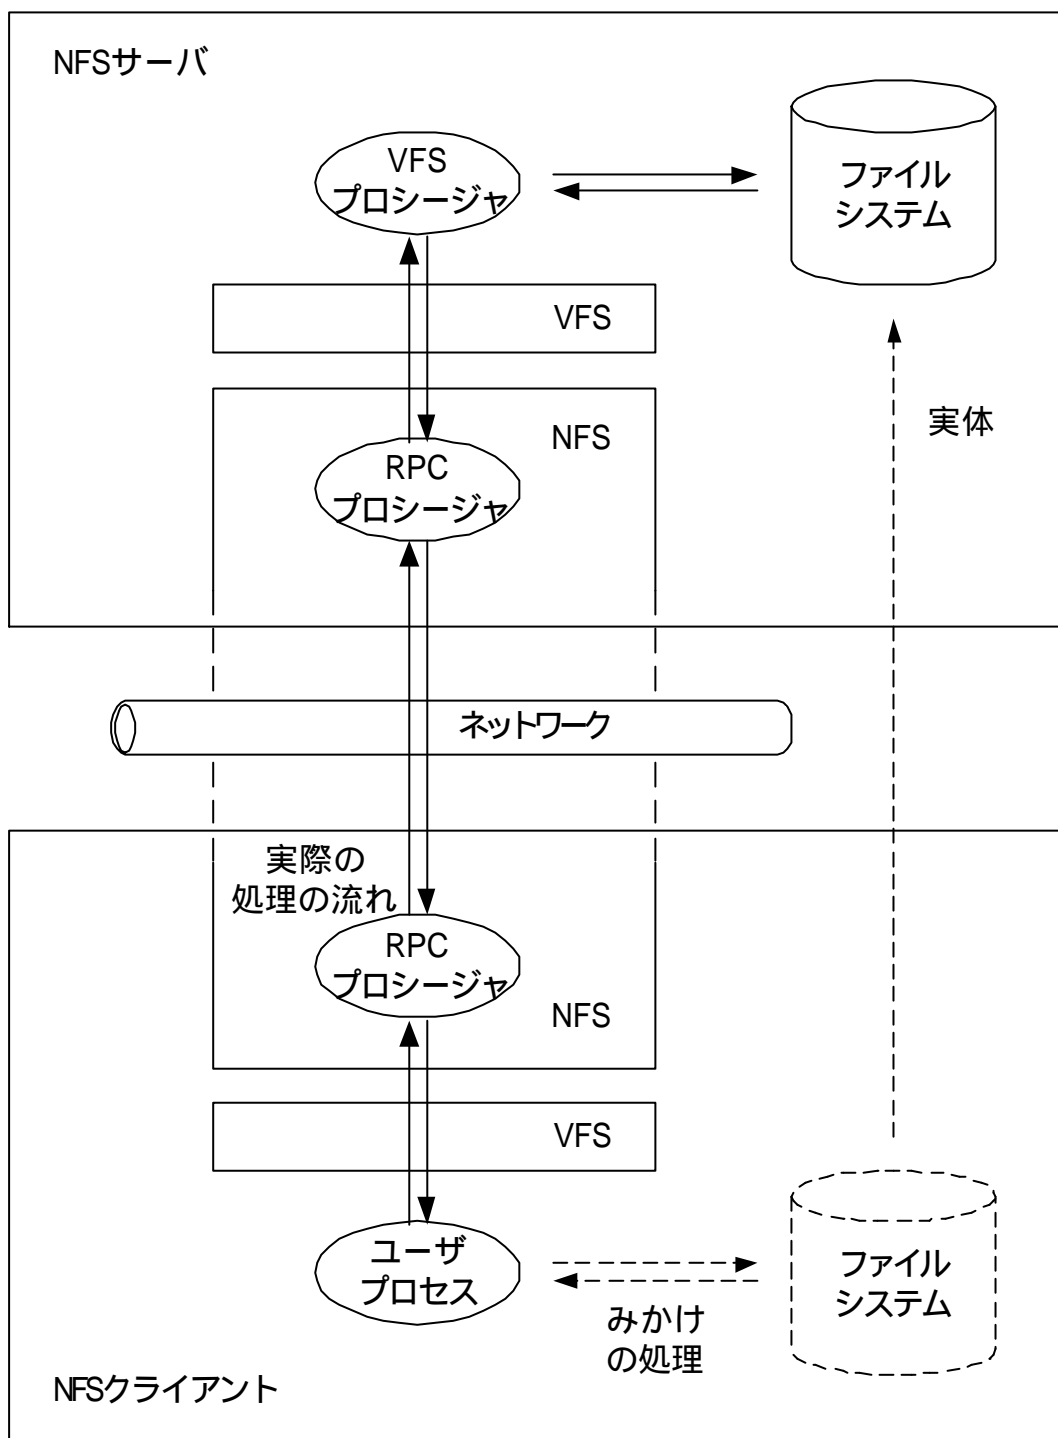 NFSサーバ
VFS
プロシージャ
ファイル
システム
VFS
実体
NFS
RPC
プロシージャ
ネットワーク
実際の
処理の流れ
RPC
プロシージャ
NFS
VFS
ユーザ
プロセス
ファイル
システム
みかけ
の処理
NFSクライアント